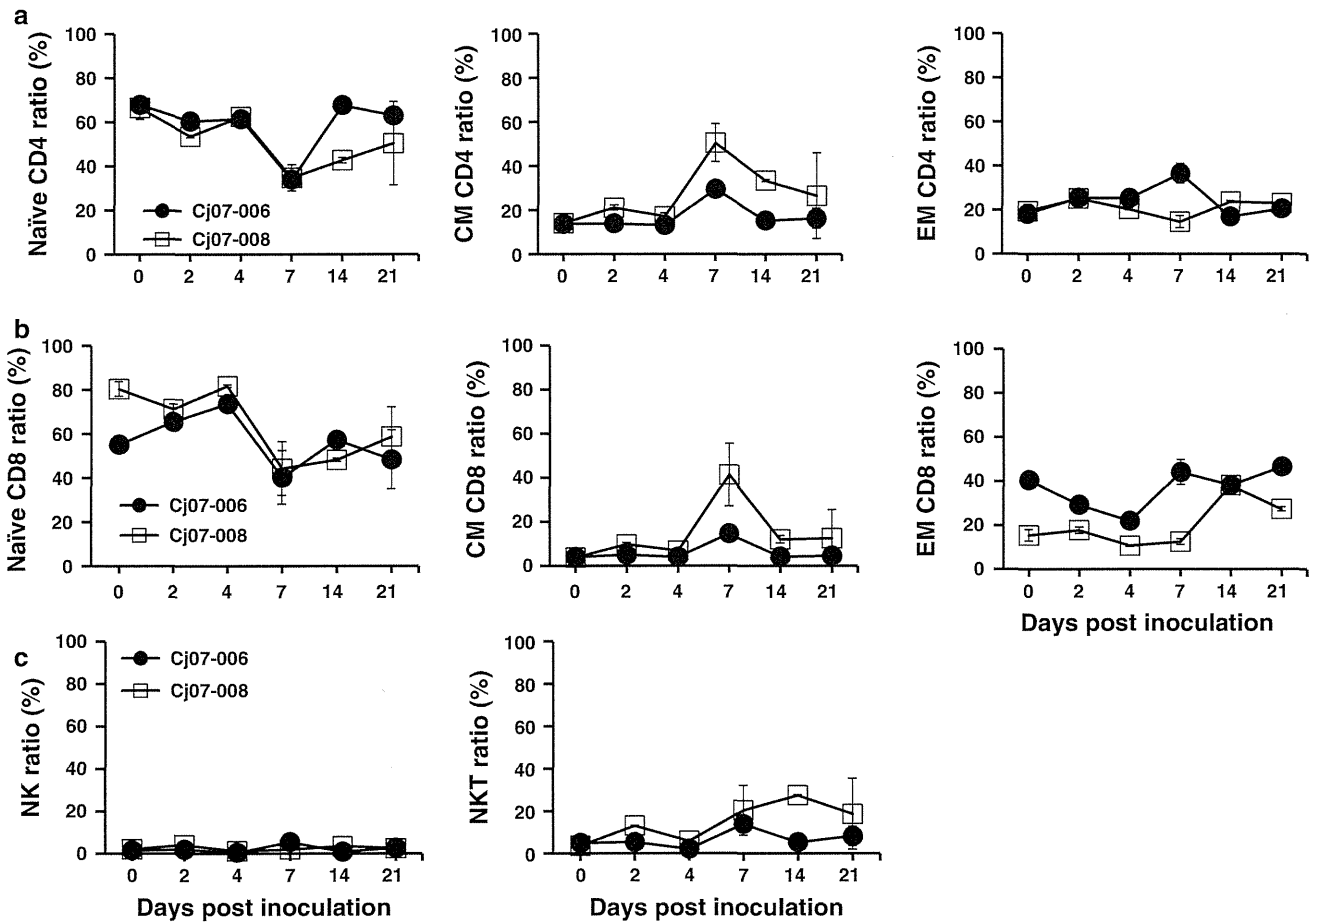 a
Naïve CD4 ratio (%)
100
80
60
40
20
0
Cj07-006
Cj07-008
0 2 4 7 14 21
CM CD4 ratio (%)
100
80
60
40
20
0
0 2 4 7 14 21
EM CD4 ratio (%)
100
80
60
40
20
0
0 2 4 7 14 21
b
Naïve CD8 ratio (%)
100
80
60
40
20
0
Cj07-006
Cj07-008
0 2 4 7 14 21
CM CD8 ratio (%)
100
80
60
40
20
0
0 2 4 7 14 21
EM CD8 ratio (%)
100
80
60
40
20
0
0 2 4 7 14 21
Days post inoculation
c
NK ratio (%)
100
80
60
40
20
0
Cj07-006
Cj07-008
0 2 4 7 14 21
Days post inoculation
NKT ratio (%)
100
80
60
40
20
0
0 2 4 7 14 21
Days post inoculation